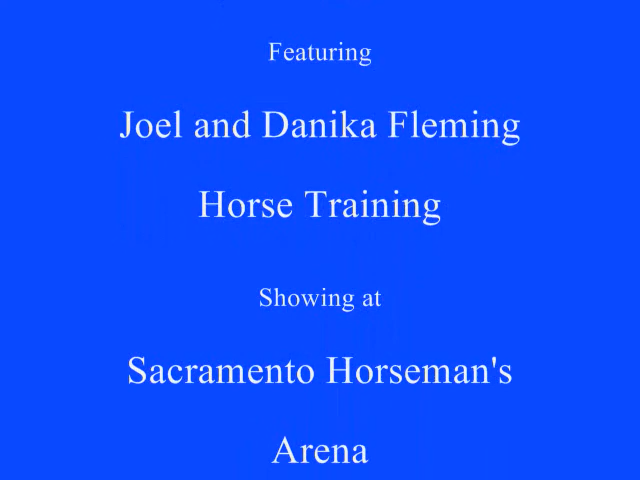 Featuring
Joel and Danika Fleming
Horse Training
Showing at
Sacramento Horseman's
Arena